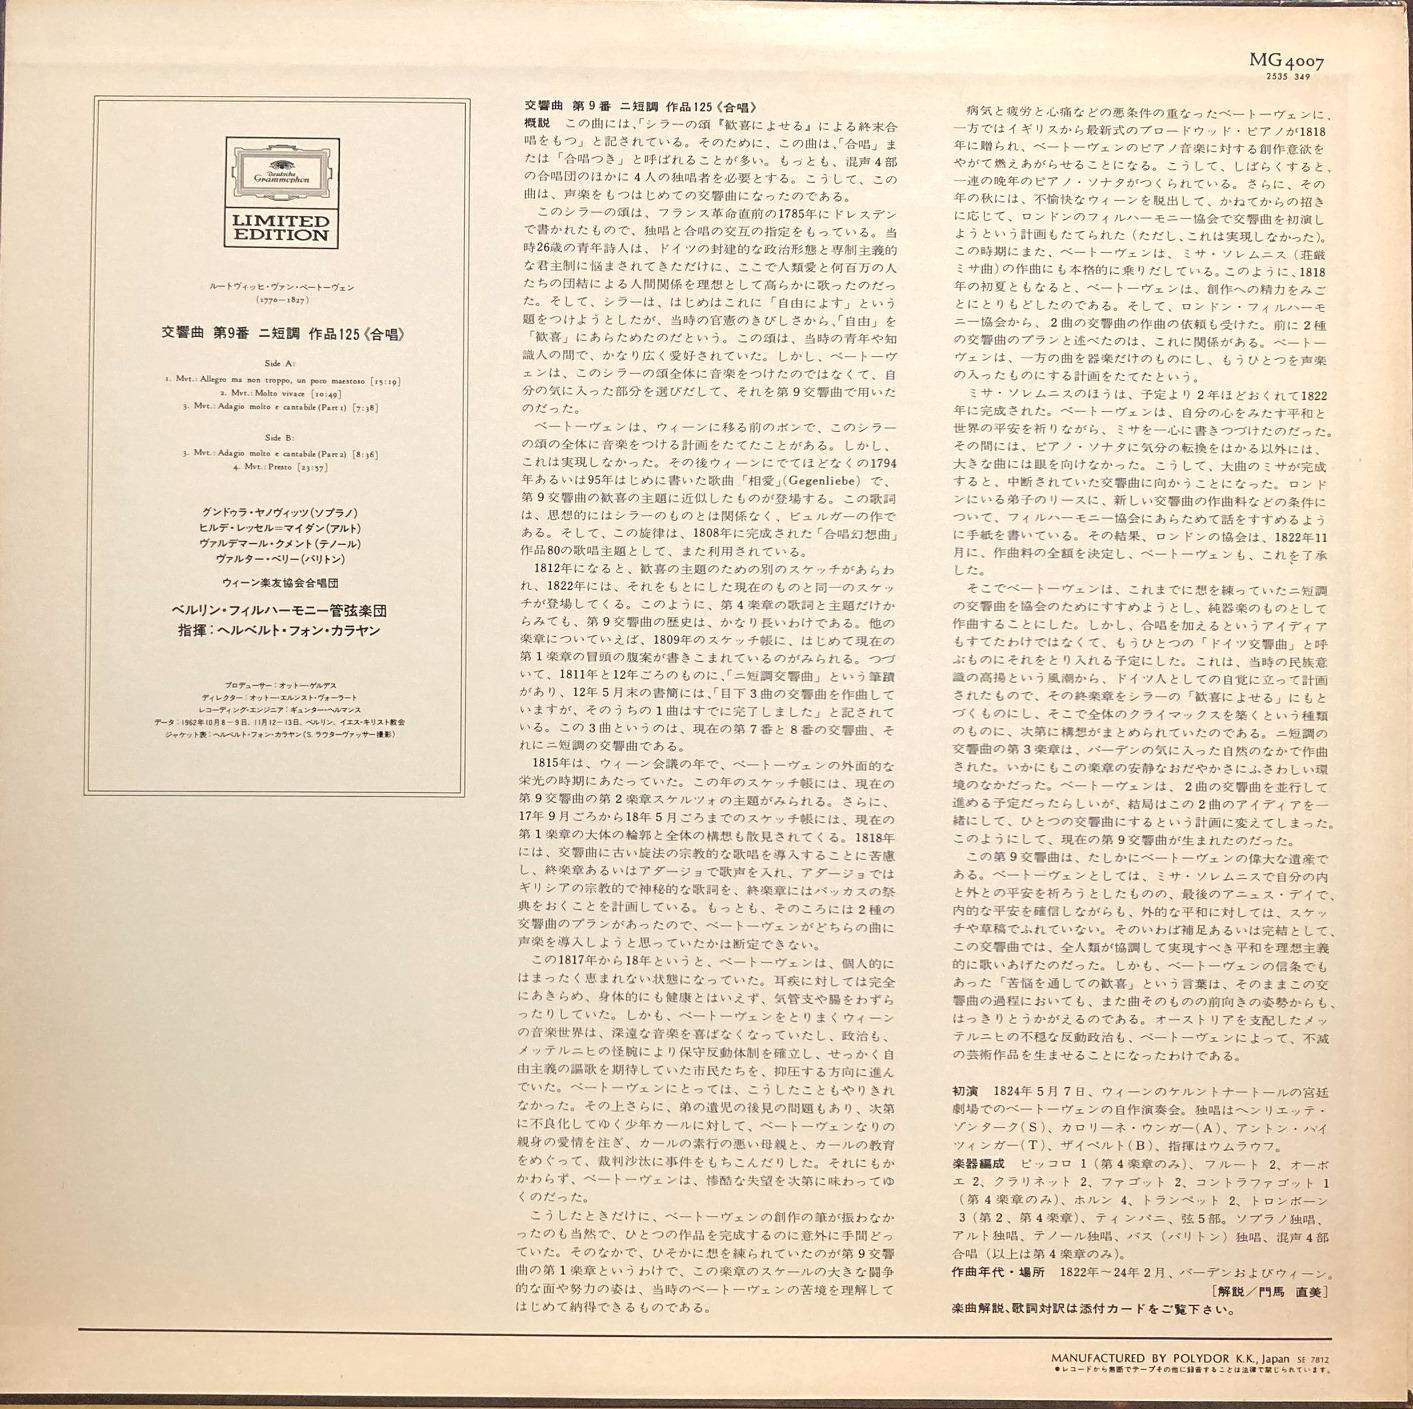 MG 4007
2535 349
Deutsche
Grammophon
LIMITED
EDITION
ルートヴィッヒ・ヴァン・ベートーヴェン
(1770—1827)
交響曲 第9番 ニ短調 作品125《合唱》
Side A:
1. Mvt.: Allegro ma non troppo, un poco maestoso [15:19]
2. Mvt.: Molto vivace [10:49]
3. Mvt.: Adagio molto e cantabile (Part 1) [7:38]
Side B:
3. Mvt.: Adagio molto e cantabile (Part 2) [8:36]
4. Mvt.: Presto [23:57]
グンドゥラ・ヤノヴィッツ(ソプラノ)
ヒルデ・レッセル=マイダン(アルト)
ヴァルデマール・クメント(テノール)
ヴァルター・ベリー(バリトン)
ウィーン楽友協会合唱団
ベルリン・フィルハーモニー管弦楽団
指揮:ヘルベルト・フォン・カラヤン
プロデューサー:オットー・ゲルデス
ディレクター:オットー・エルンスト・ヴォーラート
レコーディング・エンジニア:ギュンター・ヘルマンス
データ:1962年10月8−9日, 11月12−13日, ベルリン, イエス・キリスト教会
ジャケット表:ヘルベルト・フォン・カラヤン(S. ラウターヴァッサー撮影)
交響曲 第9番 ニ短調 作品125《合唱》
概説 この曲には、「シラーの頌『歓喜によせる』による終末合
唱をもつ」と記されている。そのために、この曲は、「合唱」ま
たは「合唱つき」と呼ばれることが多い。もっとも、混声4部
の合唱団のほかに4人の独唱者を必要とする。こうして、この
曲は、声楽をもつはじめての交響曲になったのである。
このシラーの頌は、フランス革命直前の1785年にドレスデン
で書かれたもので、独唱と合唱の交互の指定をもっている。当
時26歳の青年詩人は、ドイツの封建的な政治形態と専制主義的
な君主制に悩まされてきただけに、ここで人類愛と何百万の人
たちの団結による人間関係を理想として高らかに歌ったのだっ
た。そして、シラーは、はじめはこれに「自由によす」という
題をつけようとしたが、当時の官憲のきびしさから、「自由」を
「歓喜」にあらためたのだという。この頌は、当時の青年や知
識人の間で、かなり広く愛好されていた。しかし、ベートーヴ
ェンは、このシラーの頌全体に音楽をつけたのではなくて、自
分の気に入った部分を選びだして、それを第9交響曲で用いた
のだった。
ベートーヴェンは、ウィーンに移る前のボンで、このシラー
の頌の全体に音楽をつける計画をたてたことがある。しかし、
これは実現しなかった。その後ウィーンにでてほどなくの1794
年あるいは95年はじめに書いた歌曲「相愛」(Gegenliebe) で、
第9交響曲の歓喜の主題に近似したものが登場する。この歌詞
は、思想的にはシラーのものとは関係なく、ビュルガーの作で
ある。そして、この旋律は、1808年に完成された「合唱幻想曲」
作品80の歌唱主題として、また利用されている。
1812年になると、歓喜の主題のための別のスケッチがあらわ
れ、1822年には、それをもとにした現在のものと同一のスケッ
チが登場してくる。このように、第4楽章の歌詞と主題だけか
らみても、第9交響曲の歴史は、かなり長いわけである。他の
楽章についていえば、1809年のスケッチ帳に、はじめて現在の
第1楽章の冒頭の腹案が書きこまれているのがみられる。つづ
いて、1811年と12年ごろのものに、「ニ短調交響曲」という筆蹟
があり、12年5月末の書簡には、「目下3曲の交響曲を作曲して
いますが、そのうちの1曲はすでに完了しました」と記されて
いる。この3曲というのは、現在の第7番と8番の交響曲、そ
れにニ短調の交響曲である。
1815年は、ウィーン会議の年で、ベートーヴェンの外面的な
栄光の時期にあたっていた。この年のスケッチ帳には、現在の
第9交響曲の第2楽章スケルツォの主題がみられる。さらに、
17年9月ごろから18年5月ごろまでのスケッチ帳には、現在の
第1楽章の大体の輪郭と全体の構想も散見されてくる。1818年
には、交響曲に古い旋法の宗教的な歌唱を導入することに苦慮
し、終楽章あるいはアダージョで歌声を入れ、アダージョでは
ギリシアの宗教的で神秘的な歌詞を、終楽章にはバッカスの祭
典をおくことを計画している。もっとも、そのころには2種の
交響曲のプランがあったので、ベートーヴェンがどちらの曲に
声楽を導入しようと思っていたかは断定できない。
この1817年から18年というと、ベートーヴェンは、個人的に
はまったく恵まれない状態になっていた。耳疾に対しては完全
にあきらめ、身体的にも健康とはいえず、気管支や腸をわずら
ったりしていた。しかも、ベートーヴェンをとりまくウィーン
の音楽世界は、深遠な音楽を喜ばなくなっていたし、政治も、
メッテルニヒの怪腕により保守反動体制を確立し、せっかく自
由主義の謳歌を期待していた市民たちを、抑圧する方向に進ん
でいた。ベートーヴェンにとっては、こうしたこともやりきれ
なかった。その上さらに、弟の遺児の後見の問題もあり、次第
に不良化してゆく少年カールに対して、ベートーヴェンなりの
親身の愛情を注ぎ、カールの素行の悪い母親と、カールの教育
をめぐって、裁判沙汰に事件をもちこんだりした。それにもか
かわらず、ベートーヴェンは、惨酷な失望を次第に味わってゆ
くのだった。
こうしたときだけに、ベートーヴェンの創作の筆が振わなか
ったのも当然で、ひとつの作品を完成するのに意外に手間どっ
ていた。そのなかで、ひそかに想を練られていたのが第9交響
曲の第1楽章というわけで、この楽章のスケールの大きな闘争
的な面や努力の姿は、当時のベートーヴェンの苦境を理解して
はじめて納得できるものである。
病気と疲労と心痛などの悪条件の重なったベートーヴェンに、
一方ではイギリスから最新式のブロードウッド・ピアノが1818
年に贈られ、ベートーヴェンのピアノ音楽に対する創作意欲を
やがて燃えあがらせることになる。こうして、しばらくすると、
一連の晩年のピアノ・ソナタがつくられている。さらに、その
年の秋には、不愉快なウィーンを脱出して、かねてからの招き
に応じて、ロンドンのフィルハーモニー協会で交響曲を初演し
ようという計画もたてられた(ただし、これは実現しなかった)。
この時期にまた、ベートーヴェンは、ミサ・ソレムニス(荘厳
ミサ曲)の作曲にも本格的に乗りだしている。このように、1818
年の初夏ともなると、ベートーヴェンは、創作への精力をみご
とにとりもどしたのである。そして、ロンドン・フィルハーモ
ニー協会から、2曲の交響曲の作曲の依頼も受けた。前に2種
の交響曲のプランと述べたのは、これに関係がある。ベートー
ヴェンは、一方の曲を器楽だけのものにし、もうひとつを声楽
の入ったものにする計画をたてたという。
ミサ・ソレムニスのほうは、予定より2年ほどおくれて1822
年に完成された。ベートーヴェンは、自分の心をみたす平和と
世界の平安を祈りながら、ミサを一心に書きつづけたのだった。
その間には、ピアノ・ソナタに気分の転換をはかる以外には、
大きな曲には眼を向けなかった。こうして、大曲のミサが完成
すると、中断されていた交響曲に向かうことになった。ロンド
ンにいる弟子のリースに、新しい交響曲の作曲料などの条件に
ついて、フィルハーモニー協会にあらためて話をすすめるよう
に手紙を書いている。その結果、ロンドンの協会は、1822年11
月に、作曲料の全額を決定し、ベートーヴェンも、これを了承
した。
そこでベートーヴェンは、これまでに想を練っていたニ短調
の交響曲を協会のためにすすめようとし、純器楽のものとして
作曲することにした。しかし、合唱を加えるというアイディア
もすてたわけではなくて、もうひとつの「ドイツ交響曲」と呼
ぶものにそれをとり入れる予定にした。これは、当時の民族意
識の高揚という風潮から、ドイツ人としての自覚に立って計画
されたもので、その終楽章をシラーの「歓喜によせる」にもと
づくものにし、そこで全体のクライマックスを築くという種類
のものに、次第に構想がまとめられていたのだった。ニ短調の
交響曲の第3楽章は、バーデンの気に入った自然のなかで作曲
された。いかにもこの楽章の安静なおだやかさにふさわしい環
境のなかだった。ベートーヴェンは、2曲の交響曲を並行して
進める予定だったらしいが、結局はこの2曲のアイディアを一
緒にして、ひとつの交響曲にするという計画に変えてしまった。
このようにして、現在の第9交響曲が生まれたのだった。
この第9交響曲は、たしかにベートーヴェンの偉大な遺産で
ある。ベートーヴェンとしては、ミサ・ソレムニスで自分の内
と外との平安を祈ろうとしたものの、最後のアニュス・デイで、
内的な平安を確信しながらも、外的な平和に対しては、スケッ
チや草稿でふれていない。そのいわば補足あるいは完結として、
この交響曲では、全人類が協調して実現すべき平和を理想主義
的に歌いあげたのだった。しかも、ベートーヴェンの信条でも
あった「苦悩を通しての歓喜」という言葉は、そのままこの交
響曲の過程においても、また曲そのものの前向きの姿勢からも、
はっきりとうかがえるのである。オーストリアを支配したメッ
テルニヒの不穏な反動政治も、ベートーヴェンによって、不滅
の芸術作品を生ませることになったわけである。
初演 1824年5月7日、ウィーンのケルントナートールの宮廷
劇場でのベートーヴェンの自作演奏会。独唱はヘンリエッテ・
ゾンターク(S)、カロリーネ・ウンガー(A)、アントン・ハイ
ツィンガー(T)、ザイペルト(B)、指揮はウムラウフ。
楽器編成 ピッコロ 1(第4楽章のみ)、フルート 2、オーボ
エ 2、クラリネット 2、ファゴット 2、コントラファゴット 1
(第4楽章のみ)、ホルン 4、トランペット 2、トロンボーン
3(第2、第4楽章)、ティンパニ、弦5部。ソプラノ独唱、
アルト独唱、テノール独唱、バス(バリトン)独唱、混声4部
合唱(以上は第4楽章のみ)。
作曲年代・場所 1822年〜24年2月、バーデンおよびウィーン。
[解説/門馬 直美]
楽曲解説、歌詞対訳は添付カードをご覧下さい。
MANUFACTURED BY POLYDOR K.K., Japan SE 7812
●レコードから無断でテープその他に録音することは法律で禁じられています。